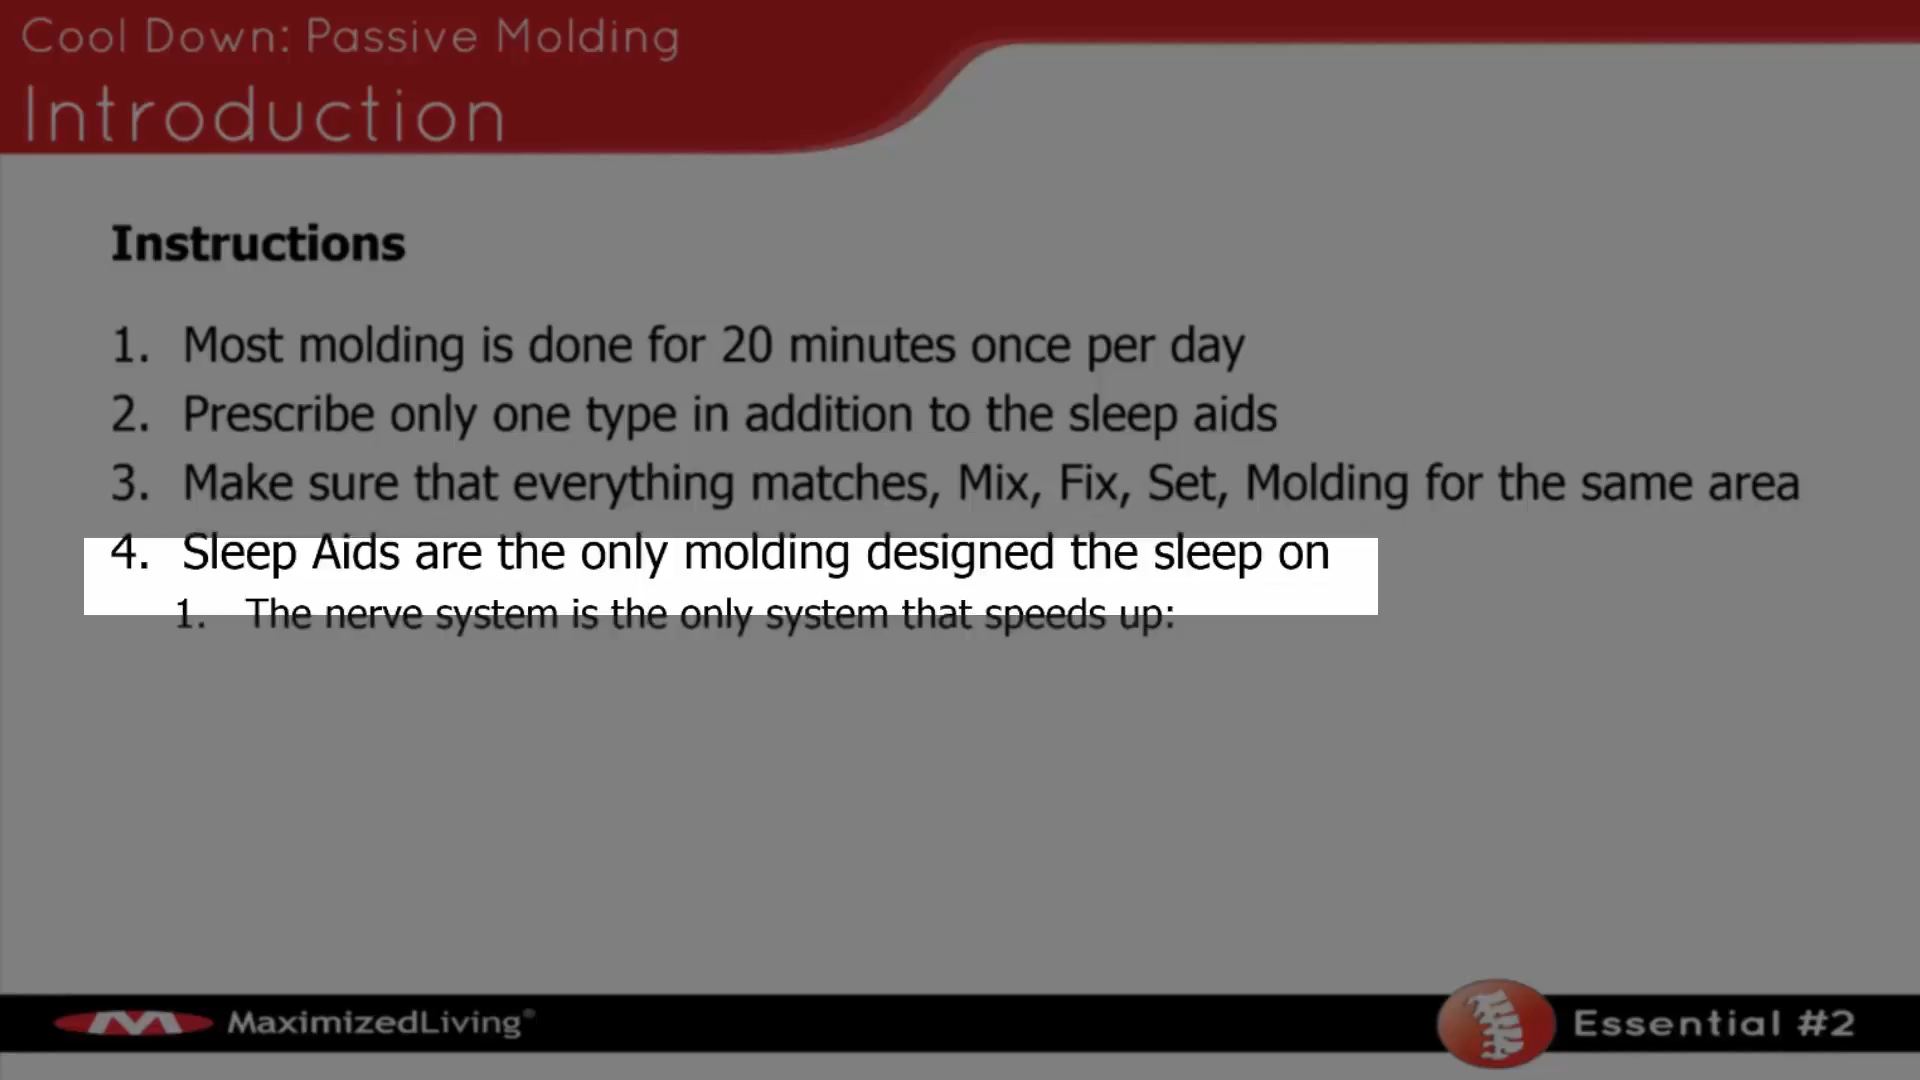 Cool Down: Passive Molding
Introduction
Instructions
1. Most molding is done for 20 minutes once per day
2. Prescribe only one type in addition to the sleep aids
3. Make sure that everything matches, Mix, Fix, Set, Molding for the same area
4. Sleep Aids are the only molding designed the sleep on
1. The nerve system is the only system that speeds up:
MaximizedLiving®
Essential #2